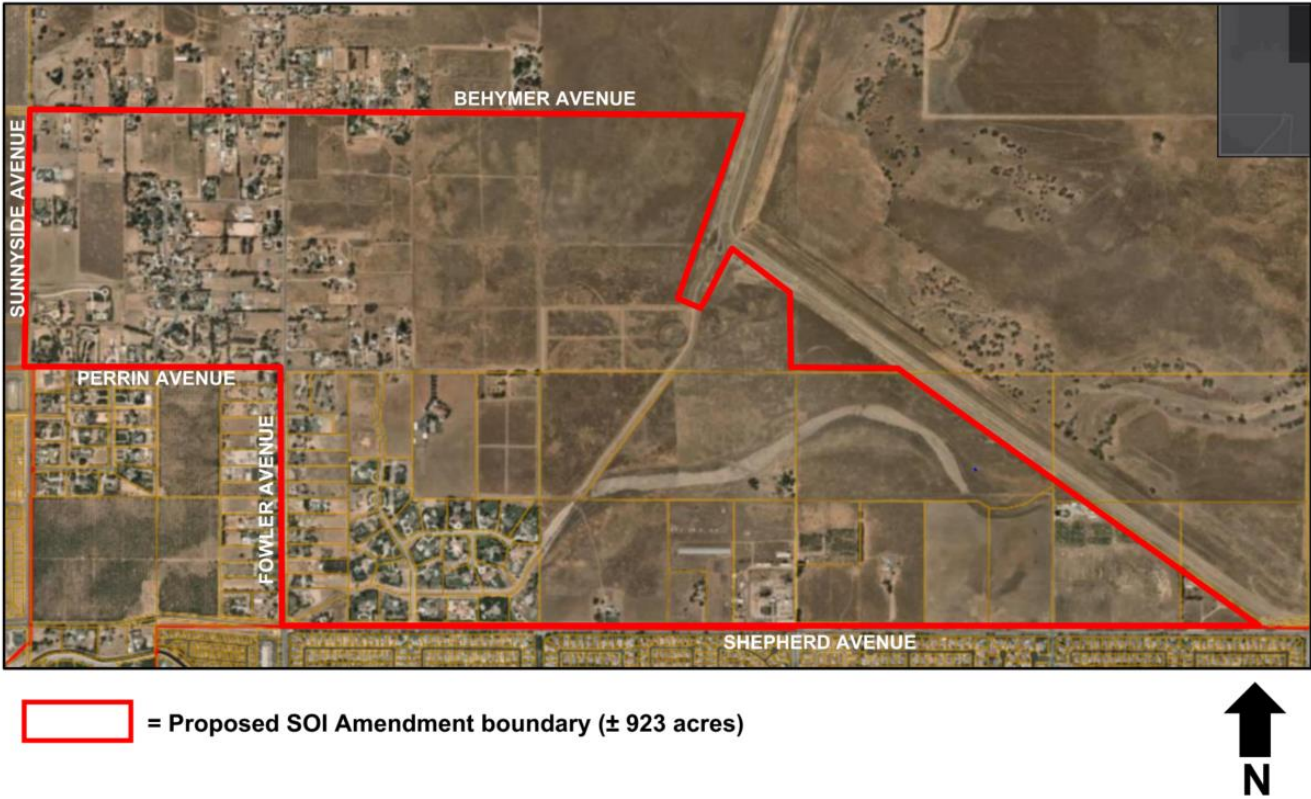 BEHYMER AVENUE
SUNNYSIDE AVENUE
PERRIN AVENUE
FOWLER AVENUE
SHEPHERD AVENUE
= Proposed SOI Amendment boundary (± 923 acres)
N